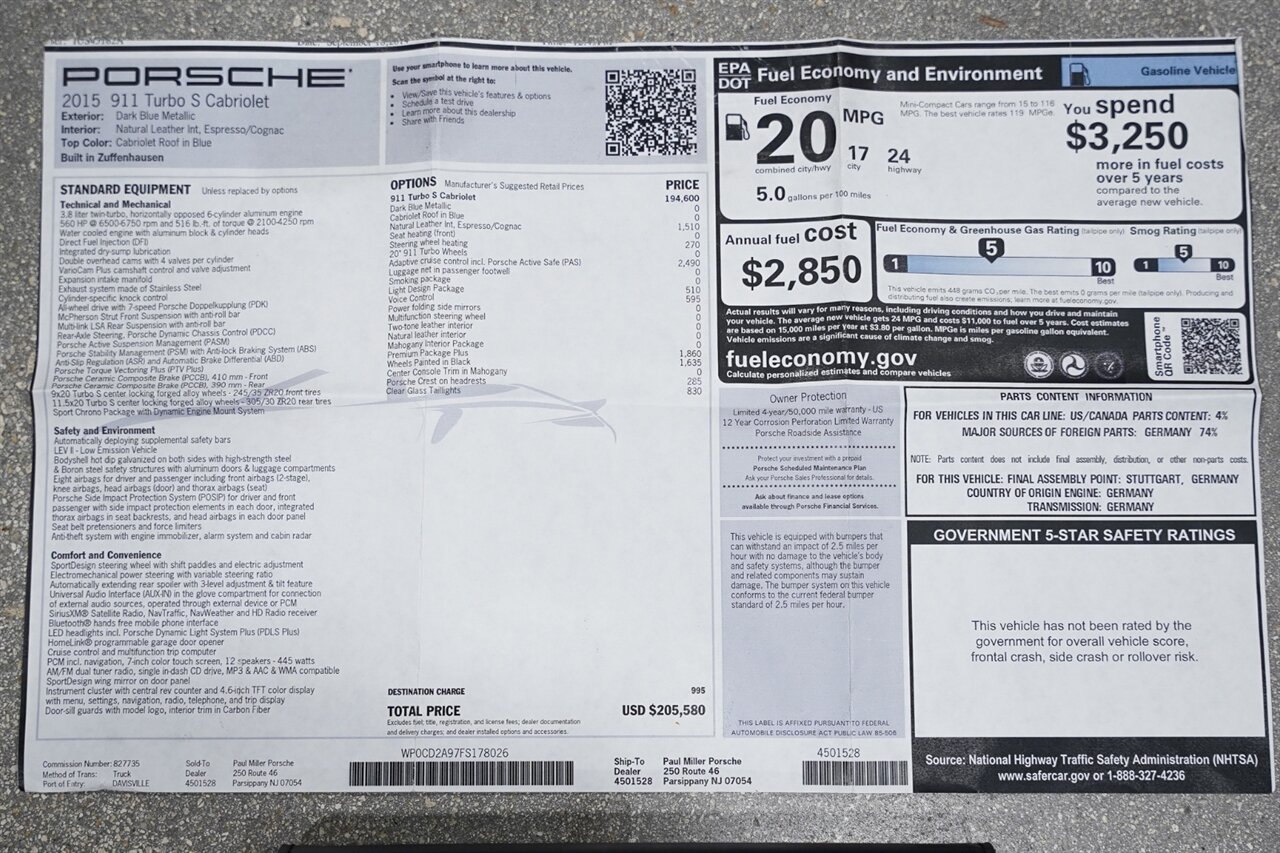 PORSCHE
2015 911 Turbo S Cabriolet
Exterior: Dark Blue Metallic
Interior: Natural Leather Int, Espresso/Cognac
Top Color: Cabriolet Roof in Blue
Built in Zuffenhausen
Use your smartphone to learn more about this vehicle.
Scan the symbol at the right to:
• View/Save this vehicle's features & options
• Schedule a test drive
• Learn more about this dealership
• Share with Friends
STANDARD EQUIPMENT Unless replaced by options
Technical and Mechanical
3.8 liter twin-turbo, horizontally opposed 6-cylinder aluminum engine
560 HP @ 6500-6750 rpm and 516 lb.-ft. of torque @ 2100-4250 rpm
Water cooled engine with aluminum block & cylinder heads
Direct Fuel Injection (DFI)
Integrated dry-sump lubrication
Double overhead cams with 4 valves per cylinder
VarioCam Plus camshaft control and valve adjustment
Expansion intake manifold
Exhaust system made of Stainless Steel
Cylinder-specific knock control
All-wheel drive with 7-speed Porsche Doppelkupplung (PDK)
McPherson Strut Front Suspension with anti-roll bar
Multi-link LSA Rear Suspension with anti-roll bar
Rear-Axle Steering, Porsche Dynamic Chassis Control (PDCC)
Porsche Active Suspension Management (PASM)
Porsche Stability Management (PSM) with Anti-lock Braking System (ABS)
Anti-Slip Regulation (ASR) and Automatic Brake Differential (ABD)
Porsche Torque Vectoring Plus (PTV Plus)
Porsche Ceramic Composite Brake (PCCB), 410 mm - Front
Porsche Ceramic Composite Brake (PCCB), 390 mm - Rear
9x20 Turbo S center locking forged alloy wheels - 245/35 ZR20 front tires
11.5x20 Turbo S center locking forged alloy wheels - 305/30 ZR20 rear tires
Sport Chrono Package with Dynamic Engine Mount System
Safety and Environment
Automatically deploying supplemental safety bars
LEV II - Low Emission Vehicle
Bodyshell hot dip galvanized on both sides with high-strength steel
& Boron steel safety structures with aluminum doors & luggage compartments
Eight airbags for driver and passenger including front airbags (2-stage),
knee airbags, head airbags (door) and thorax airbags (seat)
Porsche Side Impact Protection System (POSIP) for driver and front
passenger with side impact protection elements in each door, integrated
thorax airbags in seat backrests, and head airbags in each door panel
Seat belt pretensioners and force limiters
Anti-theft system with engine immobilizer, alarm system and cabin radar
Comfort and Convenience
SportDesign steering wheel with shift paddles and electric adjustment
Electromechanical power steering with variable steering ratio
Automatically extending rear spoiler with 3-level adjustment & tilt feature
Universal Audio Interface (AUX-IN) in the glove compartment for connection
of external audio sources, operated through external device or PCM
SiriusXM® Satellite Radio, NavTraffic, NavWeather and HD Radio receiver
Bluetooth® hands free mobile phone interface
LED headlights incl. Porsche Dynamic Light System Plus (PDLS Plus)
HomeLink® programmable garage door opener
Cruise control and multifunction trip computer
PCM incl. navigation, 7-inch color touch screen, 12 speakers - 445 watts
AM/FM dual tuner radio, single in-dash CD drive, MP3 & AAC & WMA compatible
SportDesign wing mirror on door panel
Instrument cluster with central rev counter and 4.6-inch TFT color display
with menu, settings, navigation, radio, telephone, and trip display
Door-sill guards with model logo, interior trim in Carbon Fiber
OPTIONS Manufacturer's Suggested Retail Prices PRICE
911 Turbo S Cabriolet 194,600
Dark Blue Metallic 0
Cabriolet Roof in Blue 0
Natural Leather Int, Espresso/Cognac 1,510
Seat heating (front) 0
Steering wheel heating 270
20" 911 Turbo Wheels 0
Adaptive cruise control incl. Porsche Active Safe (PAS) 2,490
Luggage net in passenger footwell 0
Smoking package 0
Light Design Package 510
Voice Control 595
Power folding side mirrors 0
Multifunction steering wheel 0
Two-tone leather interior 0
Natural leather interior 0
Mahogany Interior Package 0
Premium Package Plus 1,860
Wheels Painted in Black 1,635
Center Console Trim in Mahogany 0
Porsche Crest on headrests 285
Clear Glass Taillights 830
DESTINATION CHARGE 995
TOTAL PRICE USD $205,580
Excludes fuel; title, registration, and license fees; dealer documentation
and delivery charges; and dealer installed options and accessories.
EPA DOT Fuel Economy and Environment
Gasoline Vehicle
Fuel Economy
20 MPG
combined city/hwy
17 city
24 highway
5.0 gallons per 100 miles
Mini-Compact Cars range from 15 to 116
MPG. The best vehicle rates 119 MPGe.
You spend
$3,250
more in fuel costs
over 5 years
compared to the
average new vehicle.
Annual fuel cost
$2,850
Fuel Economy & Greenhouse Gas Rating (tailpipe only)
1 5 10 Best
Smog Rating (tailpipe only)
1 5 10 Best
This vehicle emits 448 grams CO2 per mile. The best emits 0 grams per mile (tailpipe only). Producing and
distributing fuel also create emissions; learn more at fueleconomy.gov.
Actual results will vary for many reasons, including driving conditions and how you drive and maintain
your vehicle. The average new vehicle gets 24 MPG and costs $11,000 to fuel over 5 years. Cost estimates
are based on 15,000 miles per year at $3.80 per gallon. MPGe is miles per gasoline gallon equivalent.
Vehicle emissions are a significant cause of climate change and smog.
fueleconomy.gov
Calculate personalized estimates and compare vehicles
Smartphone
QR Code™
Owner Protection
Limited 4-year/50,000 mile warranty - US
12 Year Corrosion Perforation Limited Warranty
Porsche Roadside Assistance
Protect your investment with a prepaid
Porsche Scheduled Maintenance Plan
Ask your Porsche Sales Professional for details.
Ask about finance and lease options
available through Porsche Financial Services.
This vehicle is equipped with bumpers that
can withstand an impact of 2.5 miles per
hour with no damage to the vehicle's body
and safety systems, although the bumper
and related components may sustain
damage. The bumper system on this vehicle
conforms to the current federal bumper
standard of 2.5 miles per hour.
THIS LABEL IS AFFIXED PURSUANT TO FEDERAL
AUTOMOBILE DISCLOSURE ACT PUBLIC LAW 85-506
PARTS CONTENT INFORMATION
FOR VEHICLES IN THIS CAR LINE: US/CANADA PARTS CONTENT: 4%
MAJOR SOURCES OF FOREIGN PARTS: GERMANY 74%
NOTE: Parts content does not include final assembly, distribution, or other non-parts costs.
FOR THIS VEHICLE: FINAL ASSEMBLY POINT: STUTTGART, GERMANY
COUNTRY OF ORIGIN ENGINE: GERMANY
TRANSMISSION: GERMANY
GOVERNMENT 5-STAR SAFETY RATINGS
This vehicle has not been rated by the
government for overall vehicle score,
frontal crash, side crash or rollover risk.
Source: National Highway Traffic Safety Administration (NHTSA)
www.safercar.gov or 1-888-327-4236
Commission Number: 827735
Method of Trans: Truck
Port of Entry: DAVISVILLE
Sold-To Paul Miller Porsche
Dealer 250 Route 46
4501528 Parsippany NJ 07054
WP0CD2A97FS178026
Ship-To Paul Miller Porsche
Dealer 250 Route 46
4501528 Parsippany NJ 07054
4501528